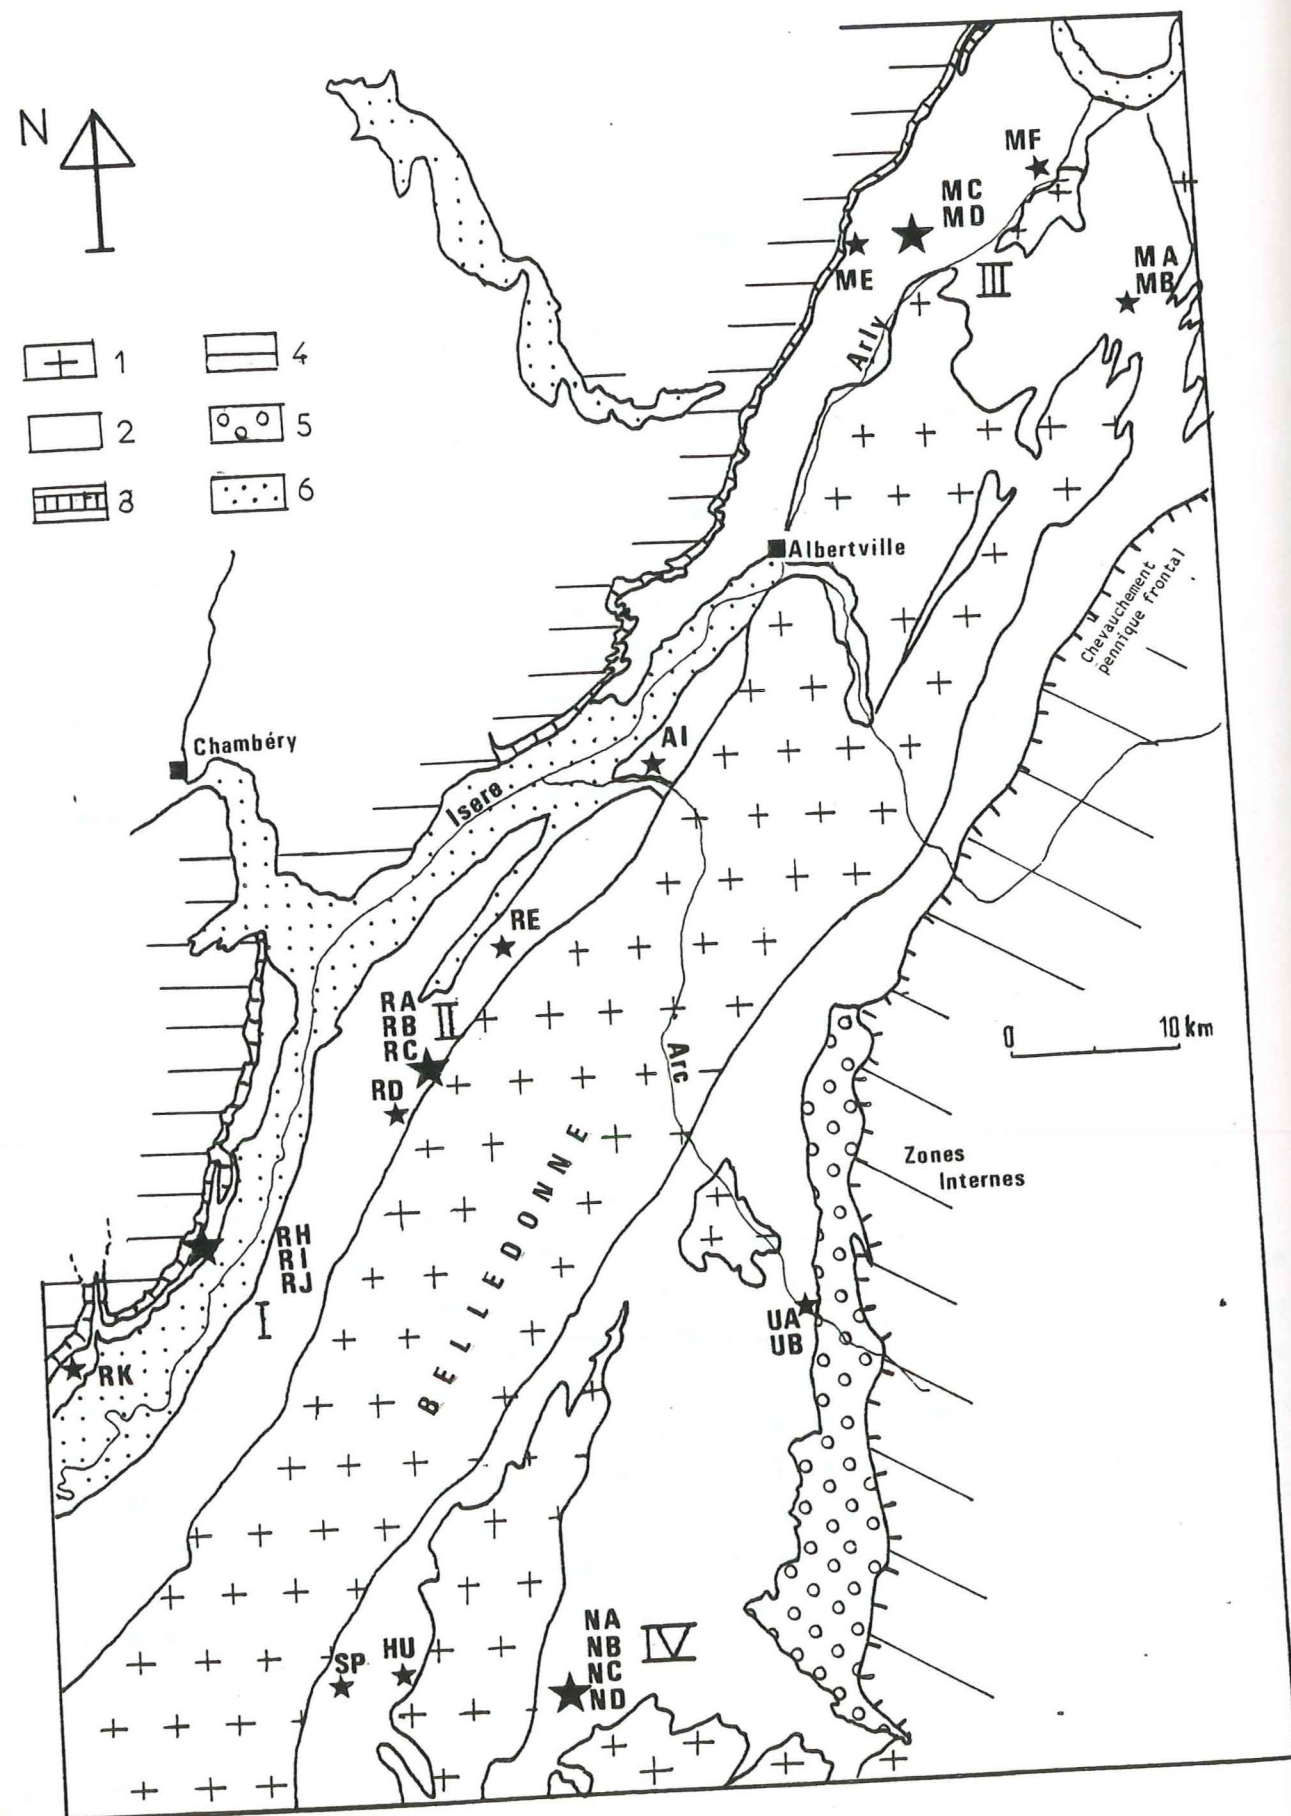 N
1
2
3
4
5
6
MF
MC
MD
ME
III
MA
MB
Arly
Albertville
Chevauchement
pennique frontal
Chambéry
AI
Isere
RE
RA
RB
RC
II
RD
0 10 km
Arc
Zones
Internes
BELLEDONNE
RH
RI
RJ
I
RK
UA
UB
NA
NB
NC
ND
IV
SP
HU